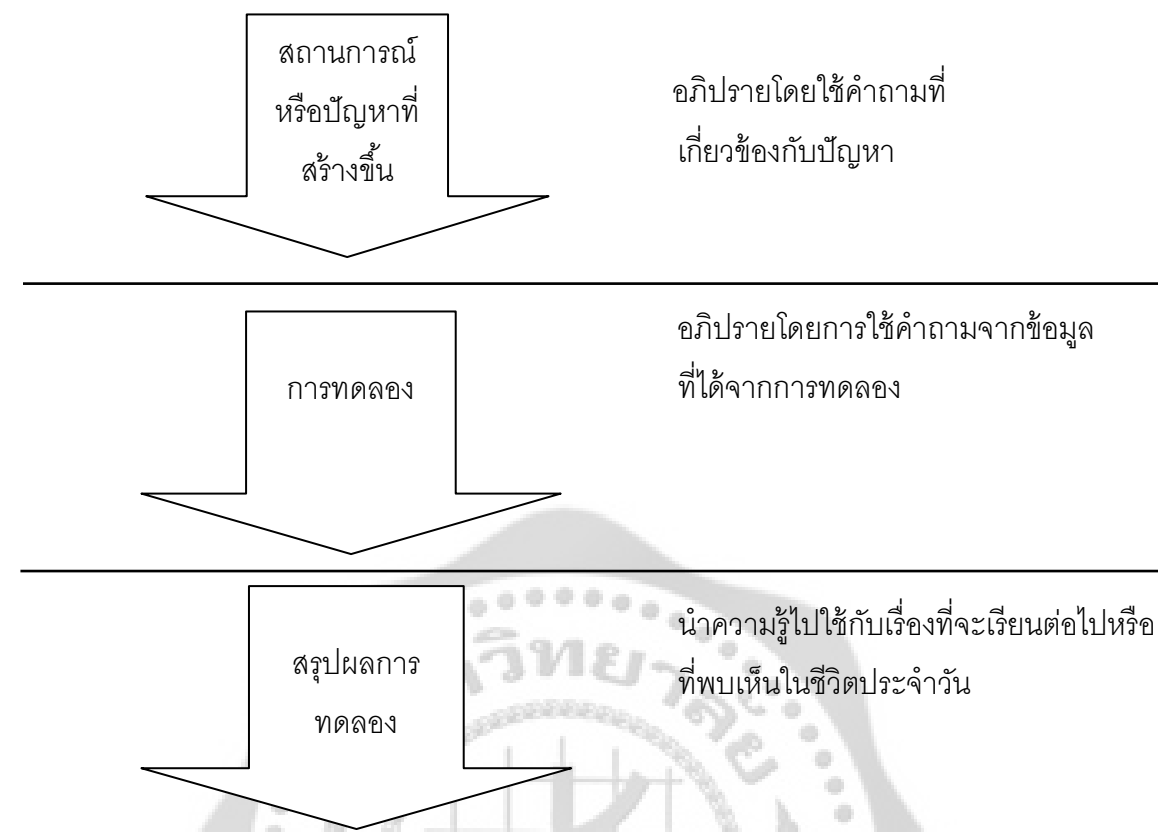 สถานการณ์
หรือปัญหาที่
สร้างขึ้น
อภิปรายโดยใช้คำถามที่
เกี่ยวข้องกับปัญหา
การทดลอง
อภิปรายโดยการใช้คำถามจากข้อมูล
ที่ได้จากการทดลอง
สรุปผลการ
ทดลอง
นำความรู้ไปใช้กับเรื่องที่จะเรียนต่อไปหรือ
ที่พบเห็นในชีวิตประจำวัน
วิทยาลัย